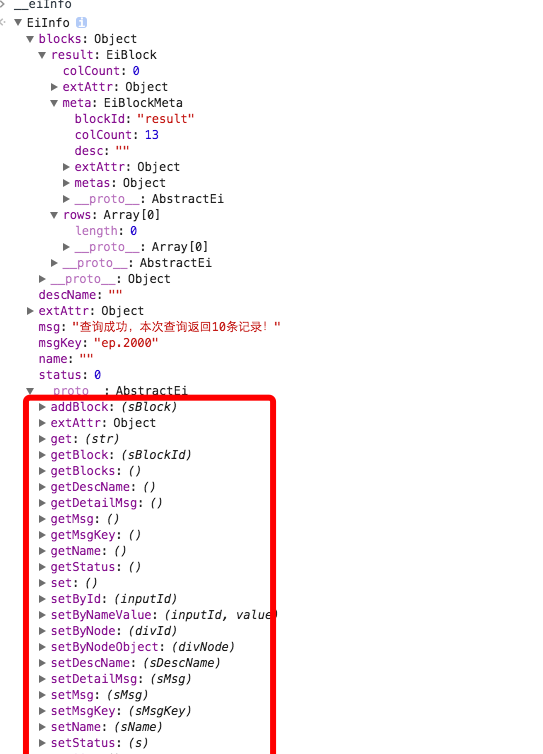 __eiInfo
EiInfo i
blocks: Object
result: EiBlock
colCount: 0
extAttr: Object
meta: EiBlockMeta
blockId: "result"
colCount: 13
desc: ""
extAttr: Object
metas: Object
__proto__: AbstractEi
rows: Array[0]
length: 0
__proto__: Array[0]
__proto__: AbstractEi
__proto__: Object
descName: ""
extAttr: Object
msg: "查询成功，本次查询返回10条记录！"
msgKey: "ep.2000"
name: ""
status: 0
__proto__: AbstractEi
addBlock: (sBlock)
extAttr: Object
get: (str)
getBlock: (sBlockId)
getBlocks: ()
getDescName: ()
getDetailMsg: ()
getMsg: ()
getMsgKey: ()
getName: ()
getStatus: ()
set: ()
setById: (inputId)
setByNameValue: (inputId, value)
setByNode: (divId)
setByNodeObject: (divNode)
setDescName: (sDescName)
setDetailMsg: (sMsg)
setMsg: (sMsg)
setMsgKey: (sMsgKey)
setName: (sName)
setStatus: (s)